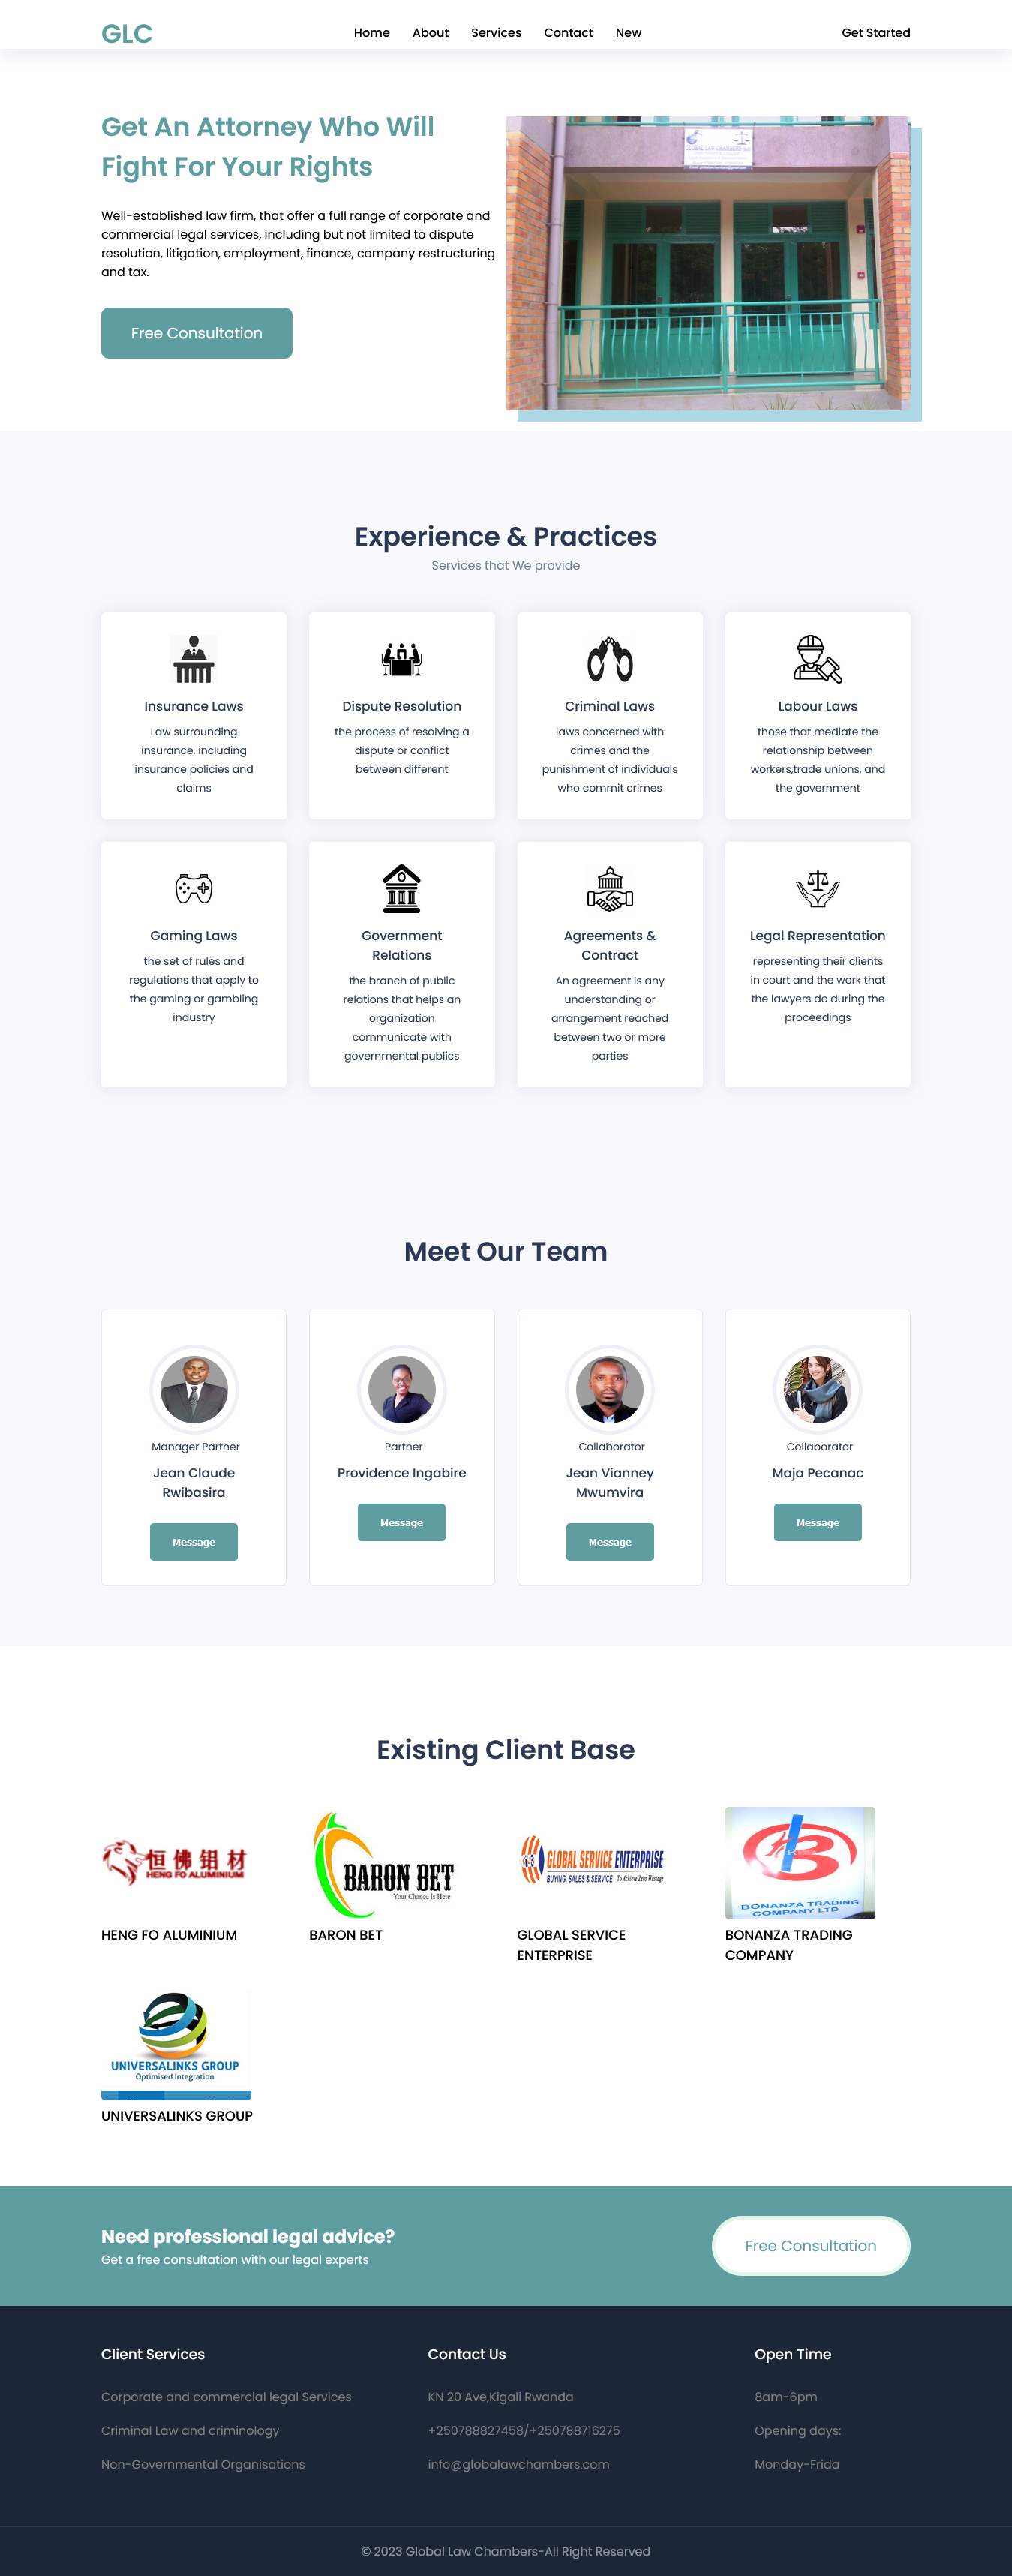 GLC
Home
About
Services
Contact
New
Get Started
Get An Attorney Who Will
Fight For Your Rights
Well-established law firm, that offer a full range of corporate and
commercial legal services, including but not limited to dispute
resolution, litigation, employment, finance, company restructuring
and tax.
Free Consultation
GLOBAL LAW CHAMBERS
Experience & Practices
Services that We provide
Insurance Laws
Law surrounding
insurance, including
insurance policies and
claims
Dispute Resolution
the process of resolving a
dispute or conflict
between different
Criminal Laws
laws concerned with
crimes and the
punishment of individuals
who commit crimes
Labour Laws
those that mediate the
relationship between
workers,trade unions, and
the government
Gaming Laws
the set of rules and
regulations that apply to
the gaming or gambling
industry
Government
Relations
the branch of public
relations that helps an
organization
communicate with
governmental publics
Agreements &
Contract
An agreement is any
understanding or
arrangement reached
between two or more
parties
Legal Representation
representing their clients
in court and the work that
the lawyers do during the
proceedings
Meet Our Team
Manager Partner
Jean Claude
Rwibasira
Message
Partner
Providence Ingabire
Message
Collaborator
Jean Vianney
Mwumvira
Message
Collaborator
Maja Pecanac
Message
Existing Client Base
恒佛铝材
HENG FO ALUMINIUM
HENG FO ALUMINIUM
BARON BET
Your Chance Is Here
BARON BET
GLOBAL SERVICE ENTERPRISE
BUYING, SALES & SERVICE To Achieve Zero Wastage
GLOBAL SERVICE
ENTERPRISE
BONANZA TRADING
COMPANY LTD
BONANZA TRADING
COMPANY
UNIVERSALINKS GROUP
Optimised Integration
UNIVERSALINKS GROUP
Need professional legal advice?
Get a free consultation with our legal experts
Free Consultation
Client Services
Corporate and commercial legal Services
Criminal Law and criminology
Non-Governmental Organisations
Contact Us
KN 20 Ave,Kigali Rwanda
+250788827458/+250788716275
info@globalawchambers.com
Open Time
8am-6pm
Opening days:
Monday-Frida
© 2023 Global Law Chambers-All Right Reserved